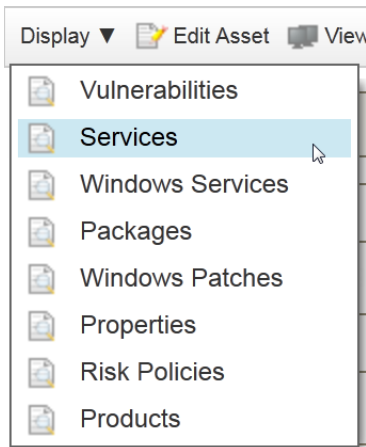 Display ▼ Edit Asset View
Vulnerabilities
Services
Windows Services
Packages
Windows Patches
Properties
Risk Policies
Products